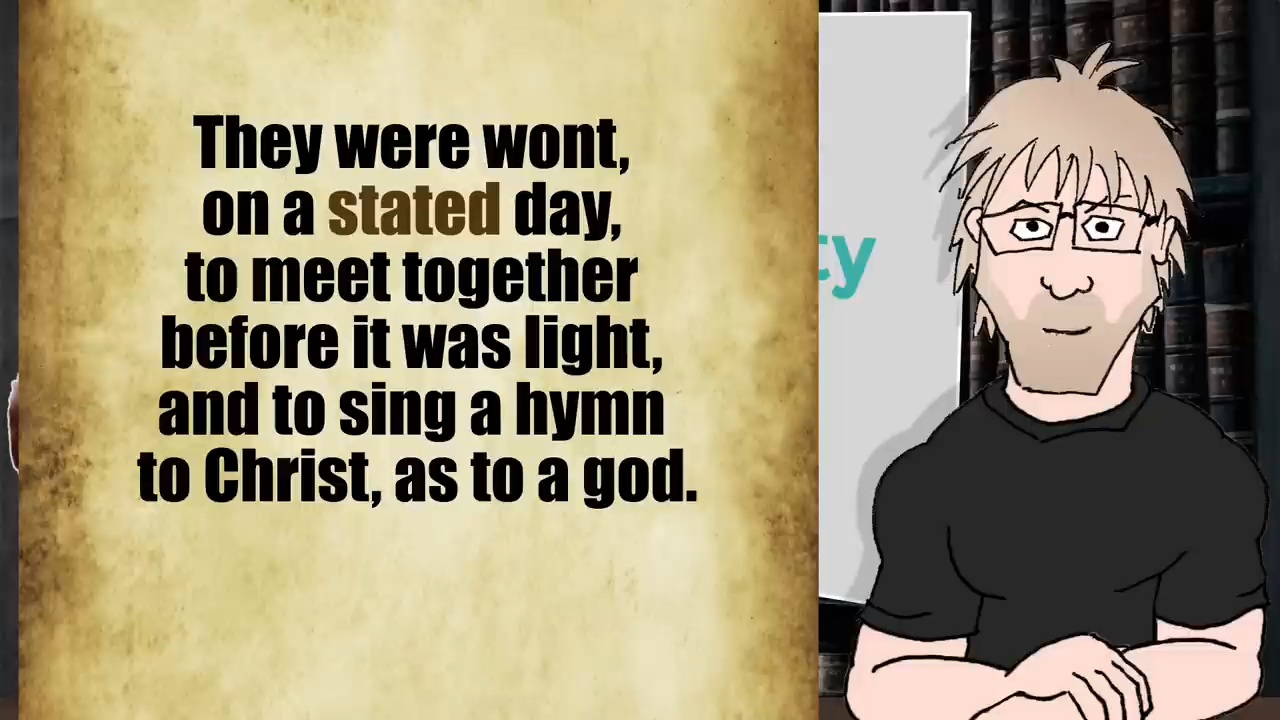 They were wont,
on a stated day,
to meet together
before it was light,
and to sing a hymn
to Christ, as to a god.
ty